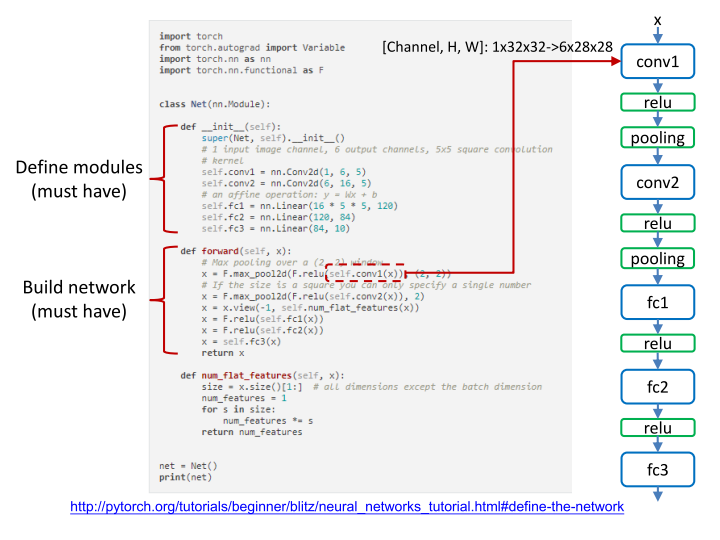 import torch
from torch.autograd import Variable
import torch.nn as nn
import torch.nn.functional as F
class Net(nn.Module):
def __init__(self):
super(Net, self).__init__()
# 1 input image channel, 6 output channels, 5x5 square convolution
# kernel
self.conv1 = nn.Conv2d(1, 6, 5)
self.conv2 = nn.Conv2d(6, 16, 5)
# an affine operation: y = Wx + b
self.fc1 = nn.Linear(16 * 5 * 5, 120)
self.fc2 = nn.Linear(120, 84)
self.fc3 = nn.Linear(84, 10)
def forward(self, x):
# Max pooling over a (2, 2) window
x = F.max_pool2d(F.relu(self.conv1(x)), (2, 2))
# If the size is a square you can only specify a single number
x = F.max_pool2d(F.relu(self.conv2(x)), 2)
x = x.view(-1, self.num_flat_features(x))
x = F.relu(self.fc1(x))
x = F.relu(self.fc2(x))
x = self.fc3(x)
return x
def num_flat_features(self, x):
size = x.size()[1:]  # all dimensions except the batch dimension
num_features = 1
for s in size:
num_features *= s
return num_features
net = Net()
print(net)
Define modules
(must have)
Build network
(must have)
[Channel, H, W]: 1x32x32->6x28x28
x
conv1
relu
pooling
conv2
relu
pooling
fc1
relu
fc2
relu
fc3
http://pytorch.org/tutorials/beginner/blitz/neural_networks_tutorial.html#define-the-network